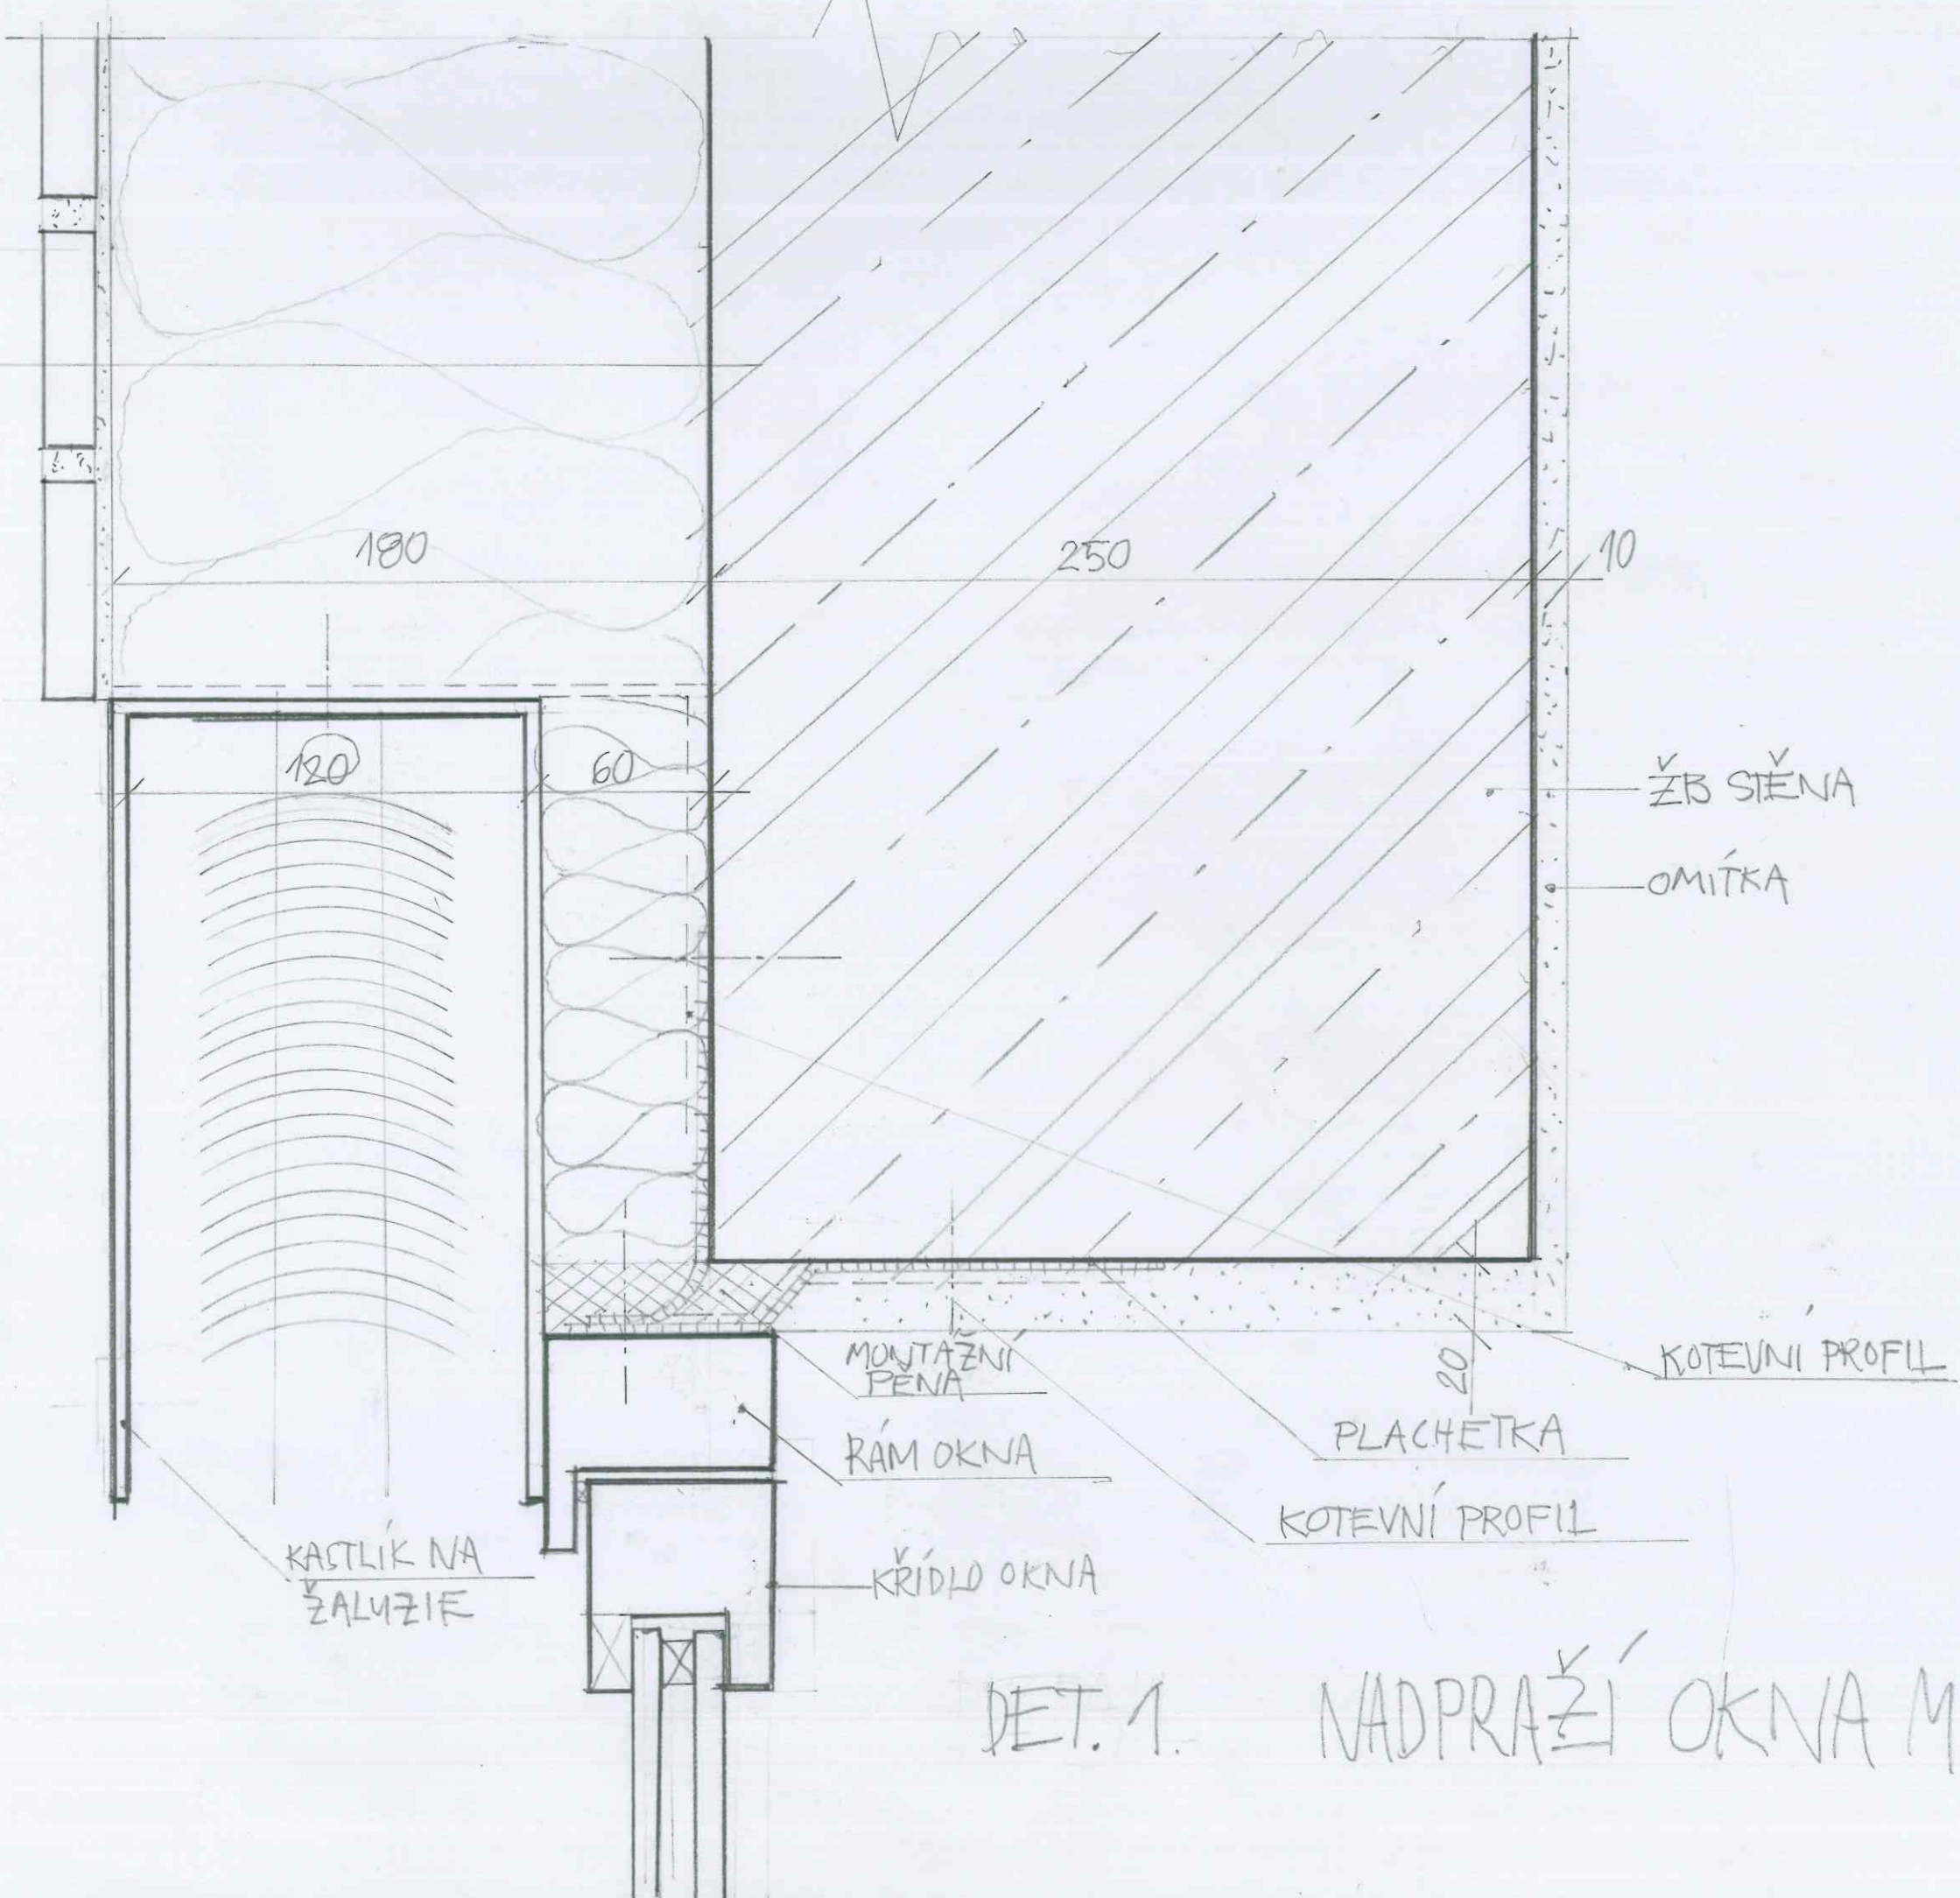 180
250
10
120
60
ŽB STĚNA
OMÍTKA
MONTÁŽNÍ
PĚNA
20
KOTEVNÍ PROFIL
RÁM OKNA
PLACHETKA
KOTEVNÍ PROFIL
KASTLÍK NA
ŽALUZIE
KŘÍDLO OKNA
DET. 1. NADPRAŽÍ OKNA M